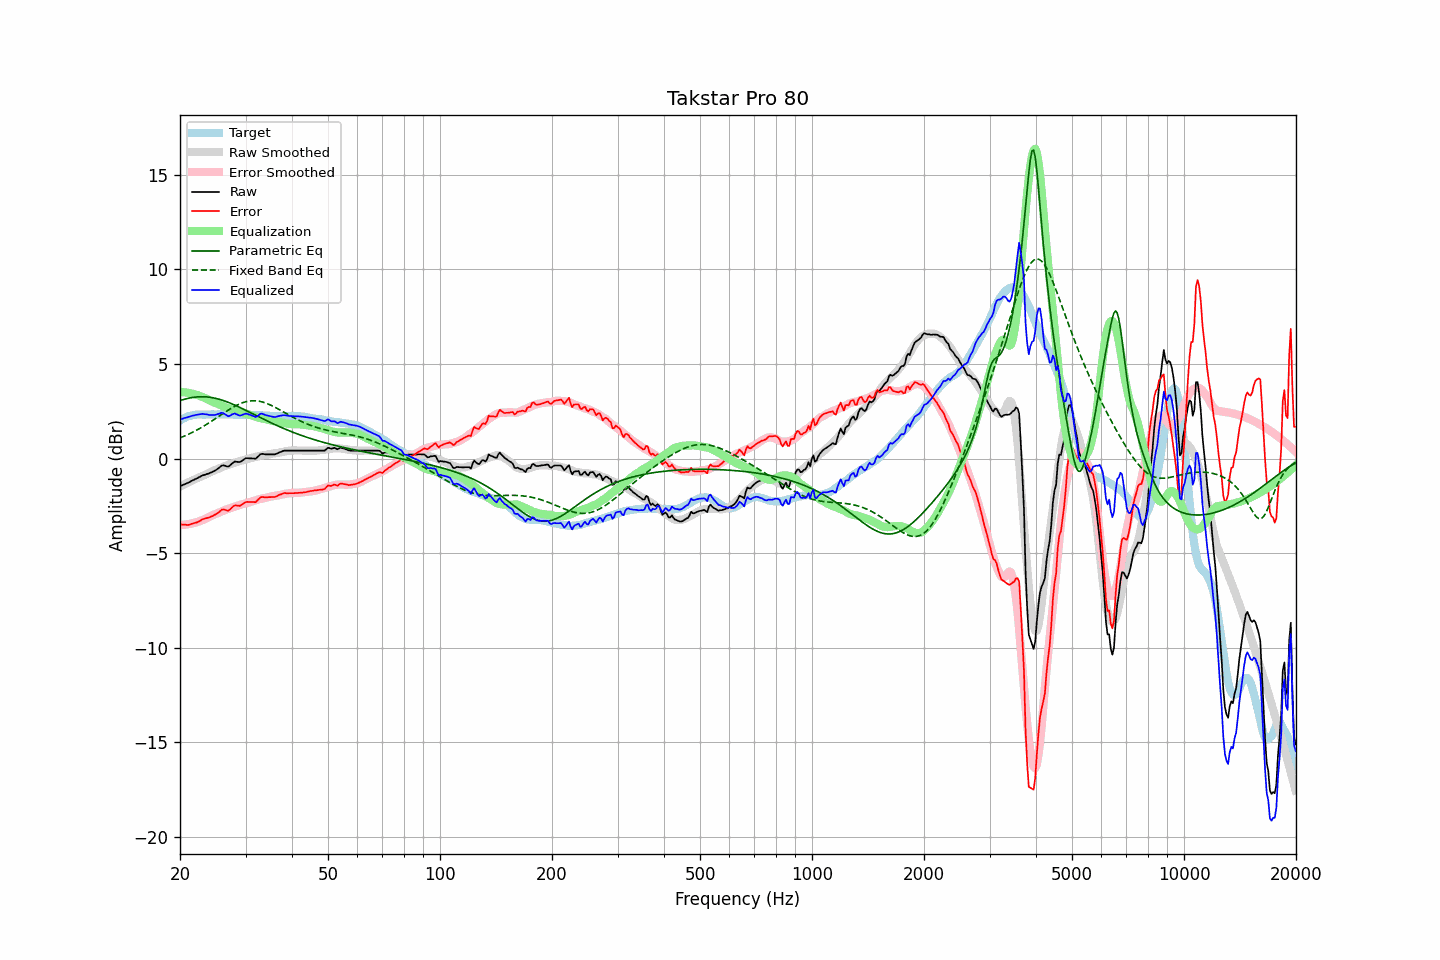 Takstar Pro 80
Target
Raw Smoothed
Error Smoothed
Raw
Error
Equalization
Parametric Eq
Fixed Band Eq
Equalized
Amplitude (dBr)
15
10
5
0
−5
−10
−15
−20
20 50 100 200 500 1000 2000 5000 10000 20000
Frequency (Hz)